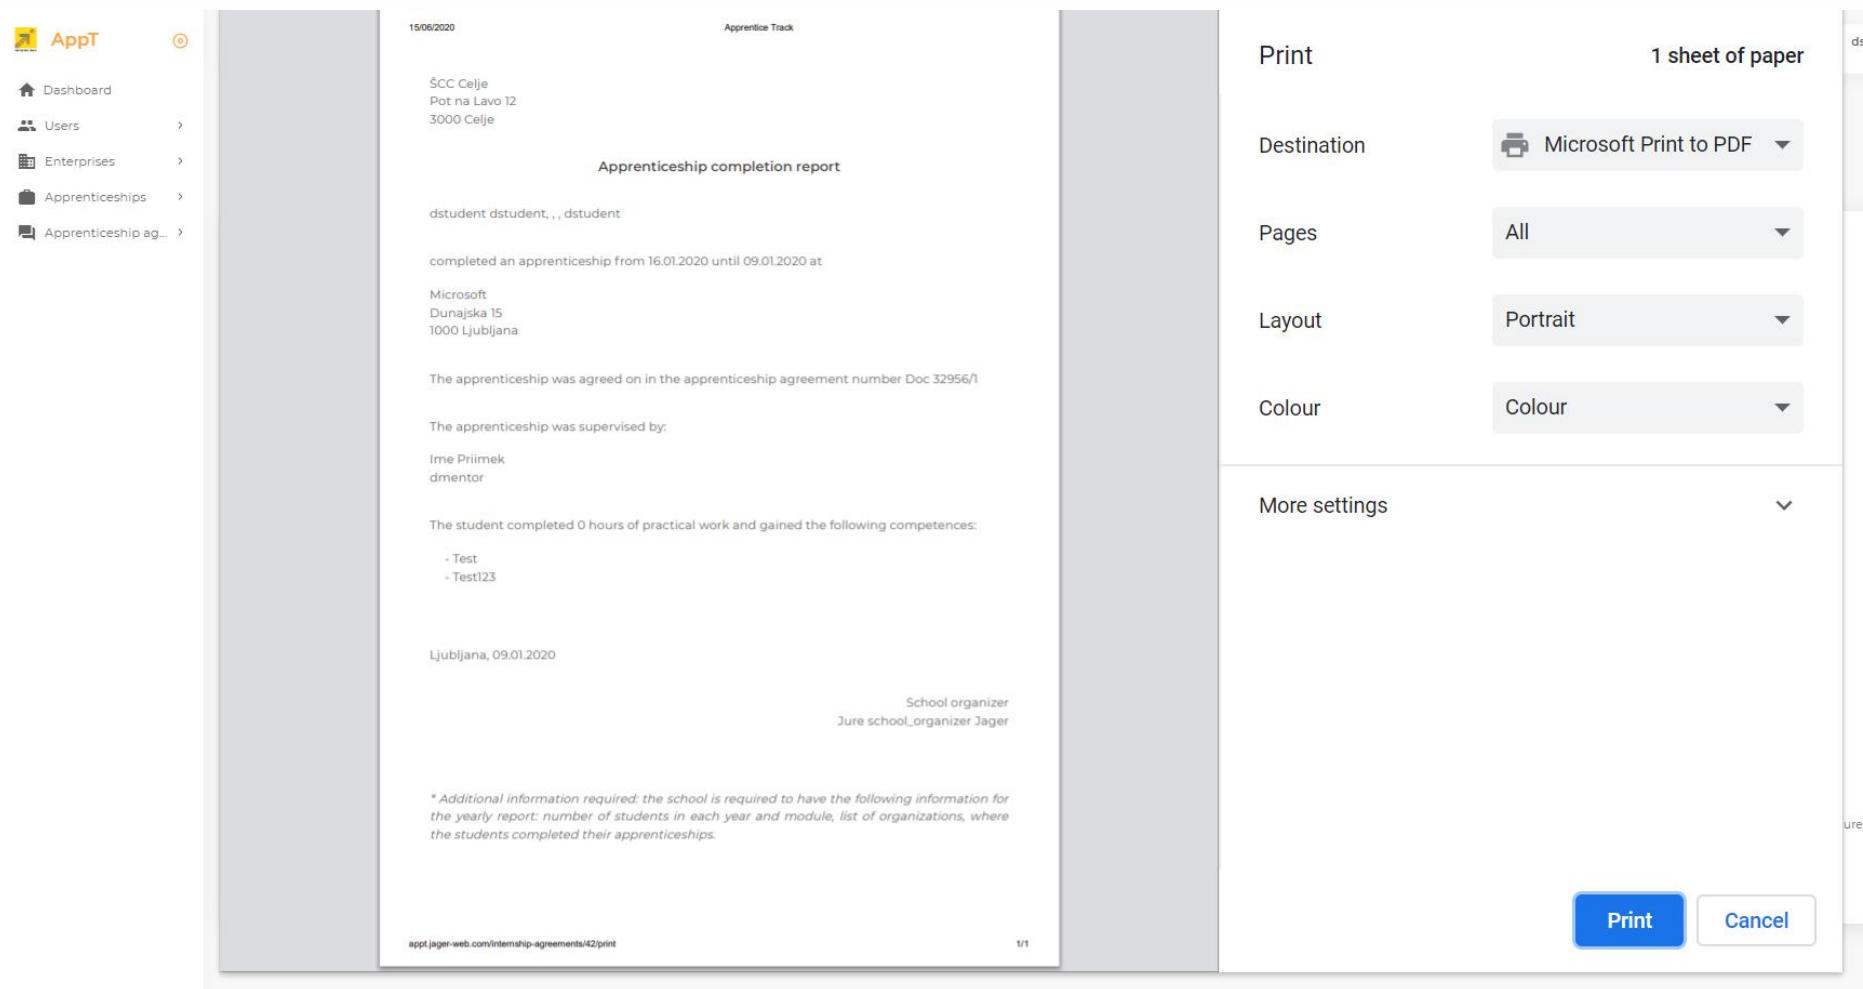 AppT
Dashboard
Users
Enterprises
Apprenticeships
Apprenticeship ag...
15/06/2020 Apprentice Track
ŠCC Celje
Pot na Lavo 12
3000 Celje
Apprenticeship completion report
dstudent dstudent, , , dstudent
completed an apprenticeship from 16.01.2020 until 09.01.2020 at
Microsoft
Dunajska 15
1000 Ljubljana
The apprenticeship was agreed on in the apprenticeship agreement number Doc 32956/1
The apprenticeship was supervised by:
Ime Priimek
dmentor
The student completed 0 hours of practical work and gained the following competences:
- Test
- Test123
Ljubljana, 09.01.2020
School organizer
Jure school_organizer Jager
* Additional information required: the school is required to have the following information for
the yearly report: number of students in each year and module, list of organizations, where
the students completed their apprenticeships.
appt.jager-web.com/internship-agreements/42/print 1/1
Print 1 sheet of paper
Destination Microsoft Print to PDF
Pages All
Layout Portrait
Colour Colour
More settings
Print Cancel
ds
ure